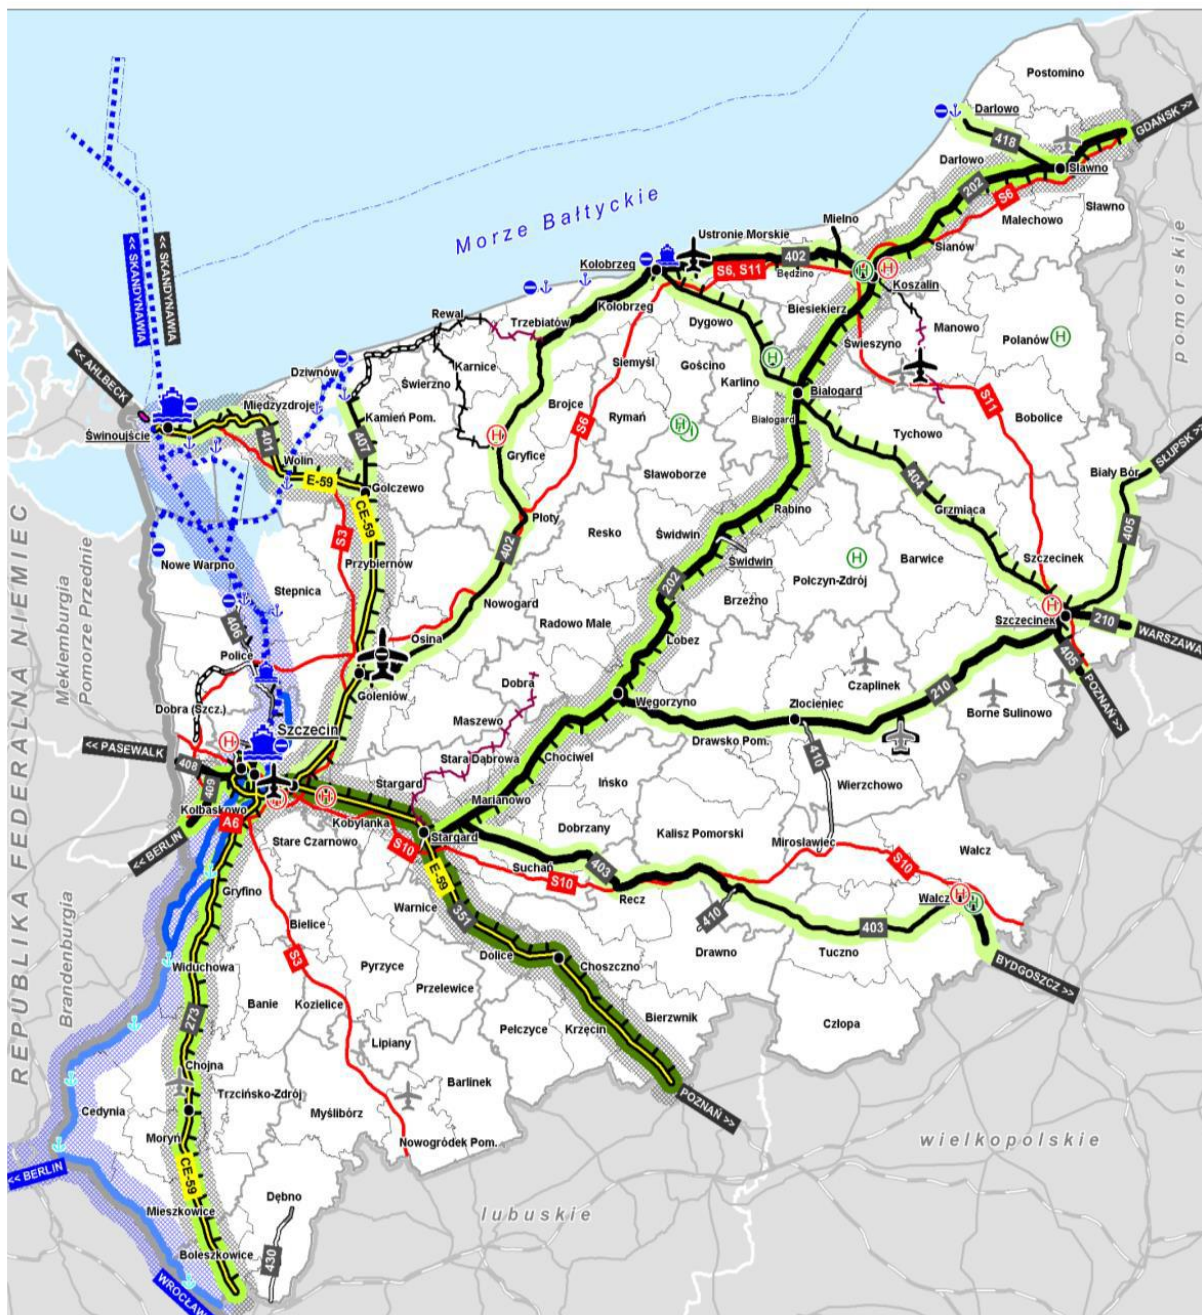 Postomino
Darłowo
GDAŃSK >>
418
Darłowo
Sławno
202
S6
Sławno
Malechowo
Morze Bałtyckie
Mielno
Ustronie Morskie
Sianów
<< SKANDYNAWIA
<< SKANDYNAWIA
402
Kołobrzeg
S6, S11
Będzino
H
H
Koszalin
pomorskie
Kołobrzeg
Biesiekierz
Rewal
Trzebiatów
Dygowo
Manowo
H
Polanów
Świeszyno
<< AHLBECK
Dziwnów
Siemyśl
Gościno
H
Karnice
Świerzno
Karlino
Białogard
Międzyzdroje
Kamień Pom.
Brojce
Rymań
Białogard
S11
Bobolice
Świnoujście
401
407
S6
H
Tychowo
H
Gryfice
SŁUPSK >>
Wolin
E-59
Sławoborze
404
Biały Bór
Golczewo
Rabino
Grzmiąca
CE-59
Płoty
S3
Resko
Świdwin
405
402
Nowe Warpno
Przybiernów
Świdwin
H
Połczyn-Zdrój
Barwice
Szczecinek
Stepnica
202
Brzeżno
H
406
Nowogard
Radowo Małe
Szczecinek
210
WARSZAWA
Osina
Łobez
Police
405
Meklemburgia
Pomorze Przednie
Goleniów
Dobra
Czaplinek
210
POZNAŃ >>
Węgorzyno
Złocieniec
Borne Sulinowo
Dobra (Szcz.)
Maszewo
Szczecin
Drawsko Pom.
<< PASEWALK
H
Stara Dąbrowa
Chociwel
410
408
Stargard
Ińsko
Wierzchowo
409
Kołbaskowo
H
H
Marianowo
A6
Kobylanka
Dobrzany
Kalisz Pomorski
<< BERLIN
Stare Czarnowo
S10
Stargard
Mirosławiec
Wałcz
Suchań
403
S10
S10
E-59
Gryfino
Recz
Wałcz
H
H
REPUBLIKA FEDERALNA NIEMIEC
Brandenburgia
Bielice
Warnice
351
410
403
S3
Dolice
Drawno
Tuczno
Widuchowa
Pyrzyce
Choszczno
BYDGOSZCZ >>
Banie
Kozielice
Przelewice
273
Bierzwnik
Człopa
Lipiany
Pełczyce
Krzęcin
Chojna
Trzcińsko-Zdrój
Barlinek
POZNAŃ >>
Cedynia
Myślibórz
Moryń
Nowogródek Pom.
wielkopolskie
<< BERLIN
CE-59
Dębno
Mieszkowice
lubuskie
Boleszkowice
430
WROCŁAW